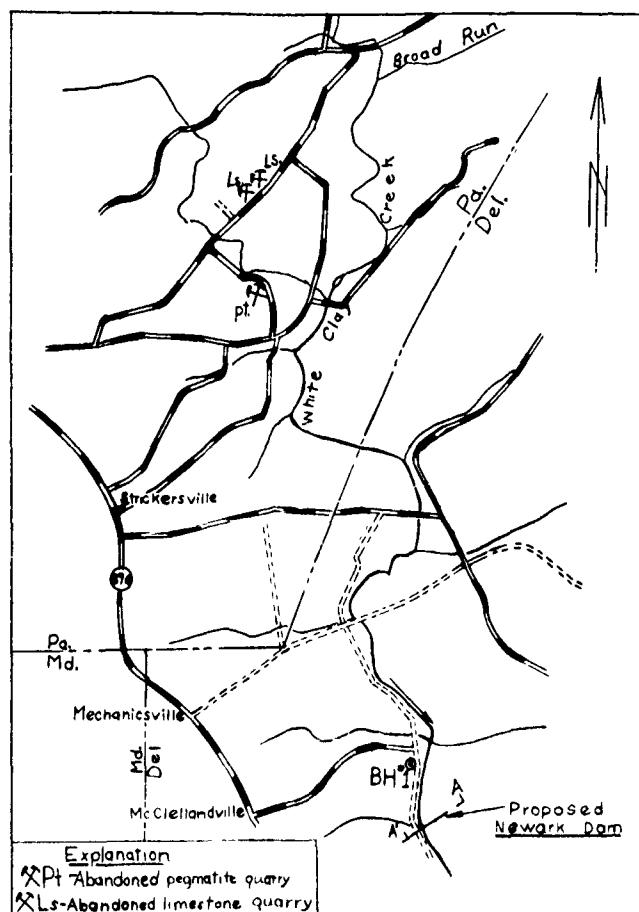 Broad Run
N
Ls.
Ls.
Creek
Pa.
Del.
pt.
Clay
White
Strickersville
896
Pa.
Md.
Mechanicsville
Md
Del
BH#1
A
McClellandville
Proposed
Newark Dam
A'
Explanation
Pt-Abandoned pegmatite quarry
Ls-Abandoned limestone quarry